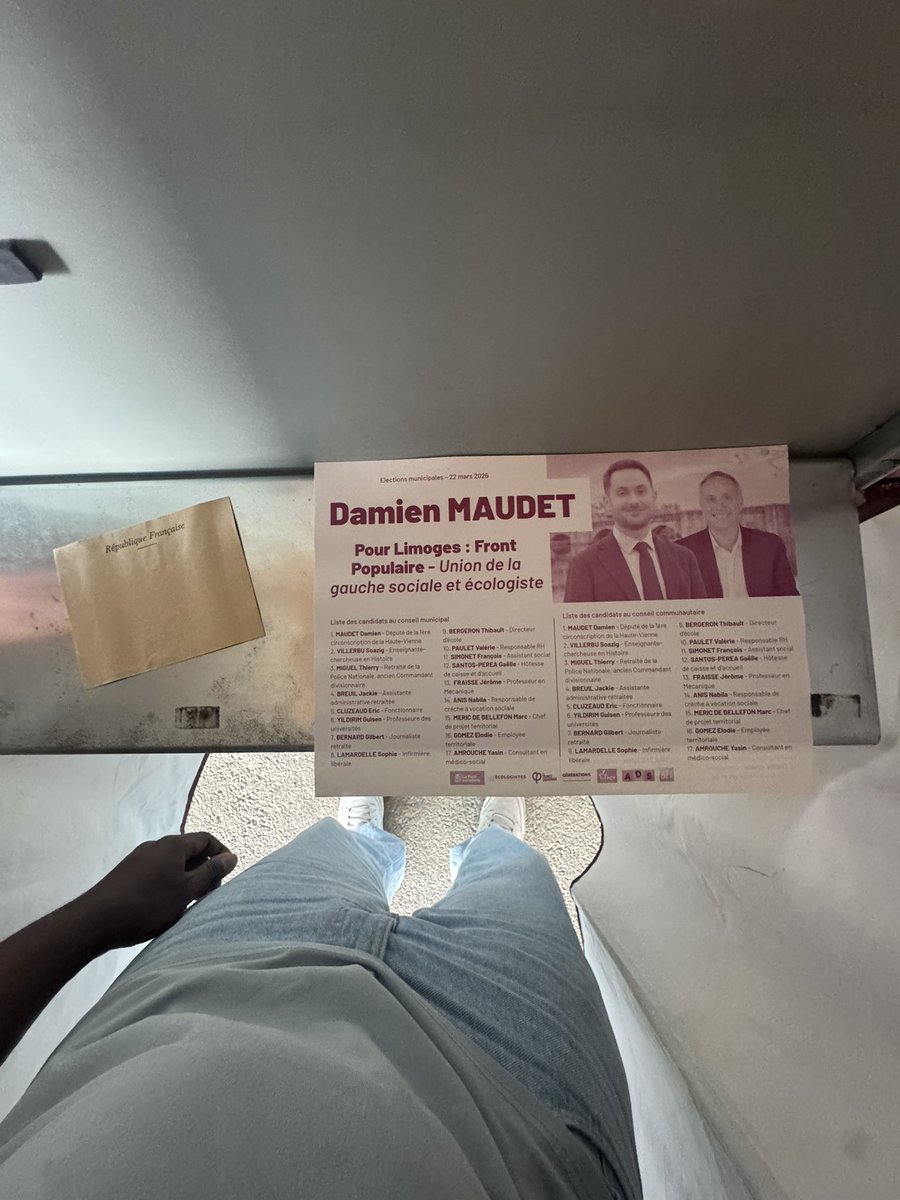 République Française
Elections municipales – 22 mars 2026
Damien MAUDET
Pour Limoges : Front
Populaire - Union de la
gauche sociale et écologiste
Liste des candidats au conseil municipal
1. MAUDET Damien - Député de la 1ère
circonscription de la Haute-Vienne
2. VILLERBU Soazig - Enseignante-
chercheuse en Histoire
3. MIGUEL Thierry - Retraité de la
Police Nationale, ancien Commandant
divisionnaire
4. BREUIL Jackie - Assistante
administrative retraitée
5. CLUZEAUD Eric - Fonctionnaire
6. YILDIRIM Gulsen - Professeure des
universités
7. BERNARD Gilbert - Journaliste
retraité
8. LAMARDELLE Sophie - Infirmière
libérale
9. BERGERON Thibault - Directeur
d'école
10. PAULET Valérie - Responsable RH
11. SIMONET François - Assistant social
12. SANTOS-PEREA Gaëlle - Hôtesse
de caisse et d'accueil
13. FRAISSE Jérôme - Professeur en
Mécanique
14. ANIS Nabila - Responsable de
crèche à vocation sociale
15. MERIC DE BELLEFON Marc - Chef
de projet territorial
16. GOMEZ Elodie - Employée
territoriale
17. AMROUCHE Yasin - Consultant en
médico-social
Liste des candidats au conseil communautaire
1. MAUDET Damien - Député de la 1ère
circonscription de la Haute-Vienne
2. VILLERBU Soazig - Enseignante-
chercheuse en Histoire
3. MIGUEL Thierry - Retraité de la
Police Nationale, ancien Commandant
divisionnaire
4. BREUIL Jackie - Assistante
administrative retraitée
5. CLUZEAUD Eric - Fonctionnaire
6. YILDIRIM Gulsen - Professeure des
universités
7. BERNARD Gilbert - Journaliste
retraité
8. LAMARDELLE Sophie - Infirmière
libérale
9. BERGERON Thibault - Directeur
d'école
10. PAULET Valérie - Responsable RH
11. SIMONET François - Assistant social
12. SANTOS-PEREA Gaëlle - Hôtesse
de caisse et d'accueil
13. FRAISSE Jérôme - Professeur en
Mécanique
14. ANIS Nabila - Responsable de
crèche à vocation sociale
15. MERIC DE BELLEFON Marc - Chef
de projet territorial
16. GOMEZ Elodie - Employée
territoriale
17. AMROUCHE Yasin - Consultant en
médico-social
ÉCOLOGISTES
GÉNÉRATION·S
ADS